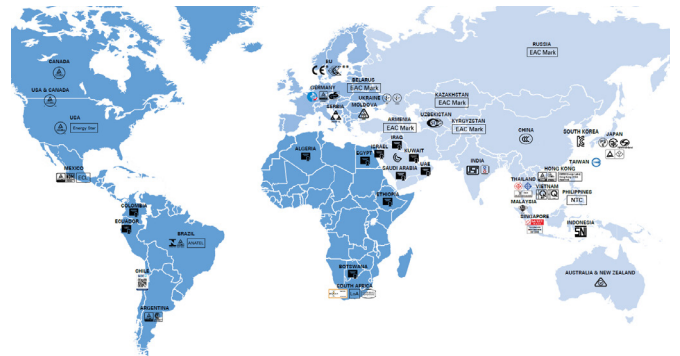 CANADA
USA & CANADA
USA
Energy Star
MEXICO
COLOMBIA
ECUADOR
BRAZIL
ANATEL
CHILE
ARGENTINA
EU
CE
GERMANY
BELARUS
EAC Mark
UKRAINE
MOLDOVA
SERBIA
RUSSIA
EAC Mark
KAZAKHSTAN
EAC Mark
ARMENIA
EAC Mark
UZBEKISTAN
KYRGYZSTAN
EAC Mark
CHINA
SOUTH KOREA
JAPAN
TAIWAN
HONG KONG
ALGERIA
EGYPT
ISRAEL
IRAQ
KUWAIT
SAUDI ARABIA
UAE
ETHIOPIA
BOTSWANA
SOUTH AFRICA
INDIA
THAILAND
VIETNAM
PHILIPPINES
NTC
MALAYSIA
SINGAPORE
INDONESIA
AUSTRALIA & NEW ZEALAND